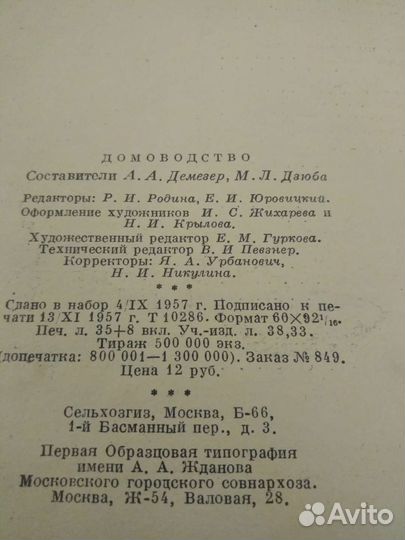 ДОМОВОДСТВО
Составители А. А. Демезер, М. Л. Дзюба
Редакторы: Р. И. Родина, Е. И. Юровицкий.
Оформление художников И. С. Жихарева и
Н. И. Крылова.
Художественный редактор Е. М. Гуркова.
Технический редактор В. И Певзнер.
Корректоры: Я. А. Урбанович,
Н. И. Никулина.
* * *
Сдано в набор 4/IX 1957 г. Подписано к пе-
чати 13/XI 1957 г. Т 10286. Формат 60×92 1/16.
Печ. л. 35+8 вкл. Уч.-изд. л. 38,33.
Тираж 500 000 экз.
(допечатка: 800 001—1 300 000). Заказ № 849.
Цена 12 руб.
* * *
Сельхозгиз, Москва, Б-66,
1-й Басманный пер., д. 3.
Первая Образцовая типография
имени А. А. Жданова
Московского городского совнархоза.
Москва, Ж-54, Валовая, 28.
Avito